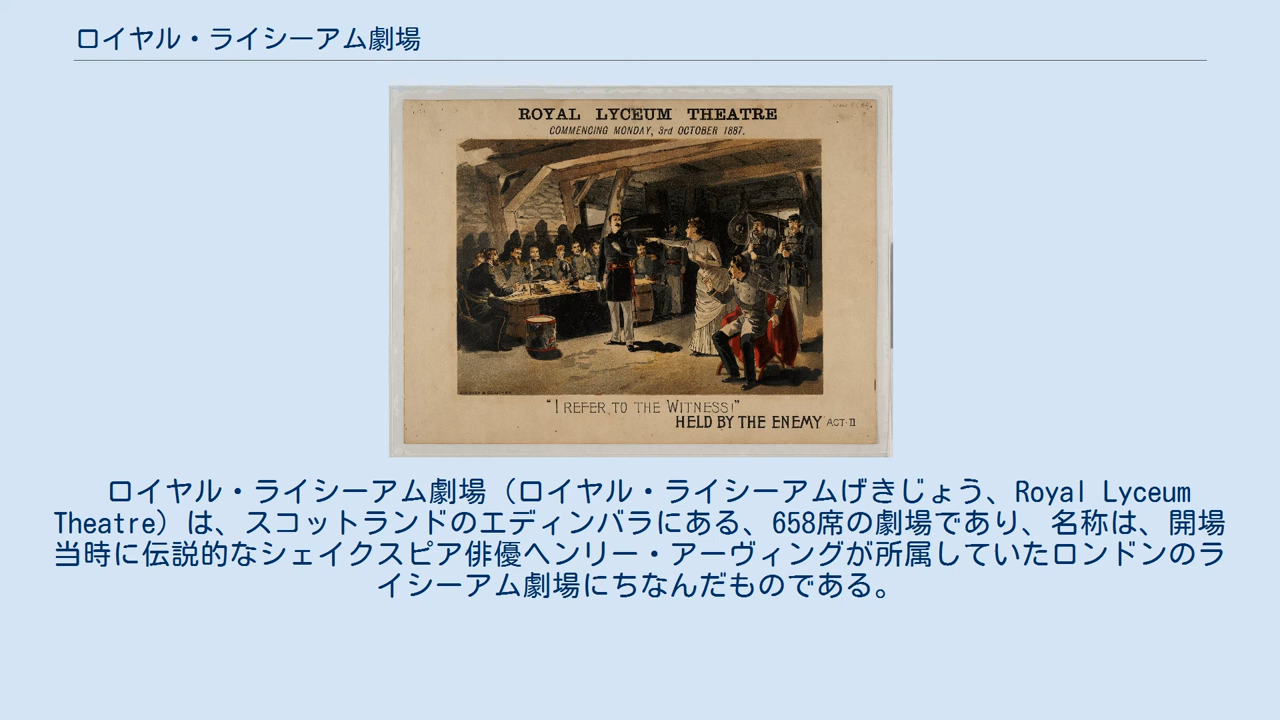 ロイヤル・ライシーアム劇場
ROYAL LYCEUM THEATRE
COMMENCING MONDAY, 3rd OCTOBER 1887.
"I REFER TO THE WITNESS!"
HELD BY THE ENEMY ACT·II
ロイヤル・ライシーアム劇場（ロイヤル・ライシーアムげきじょう、Royal Lyceum
Theatre）は、スコットランドのエディンバラにある、658席の劇場であり、名称は、開場
当時に伝説的なシェイクスピア俳優ヘンリー・アーヴィングが所属していたロンドンのラ
イシーアム劇場にちなんだものである。